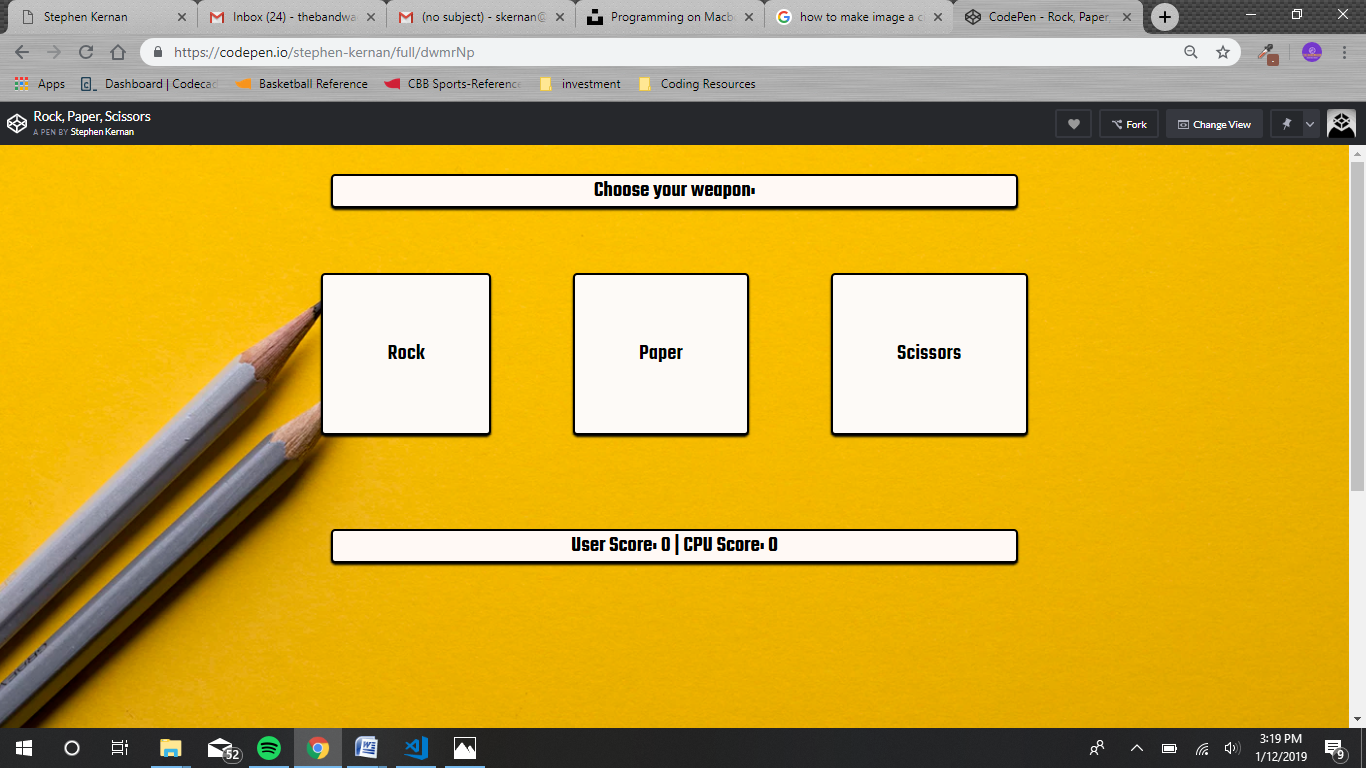 Stephen Kernan
Inbox (24) - thebandwa
(no subject) - skernan@
Programming on Macb
how to make image a c
CodePen - Rock, Paper,
https://codepen.io/stephen-kernan/full/dwmrNp
Apps
Dashboard | Codecad
Basketball Reference
CBB Sports-Reference
investment
Coding Resources
Rock, Paper, Scissors
A PEN BY Stephen Kernan
Fork
Change View
Choose your weapon:
Rock
Paper
Scissors
User Score: 0 | CPU Score: 0
52
3:19 PM
1/12/2019
9